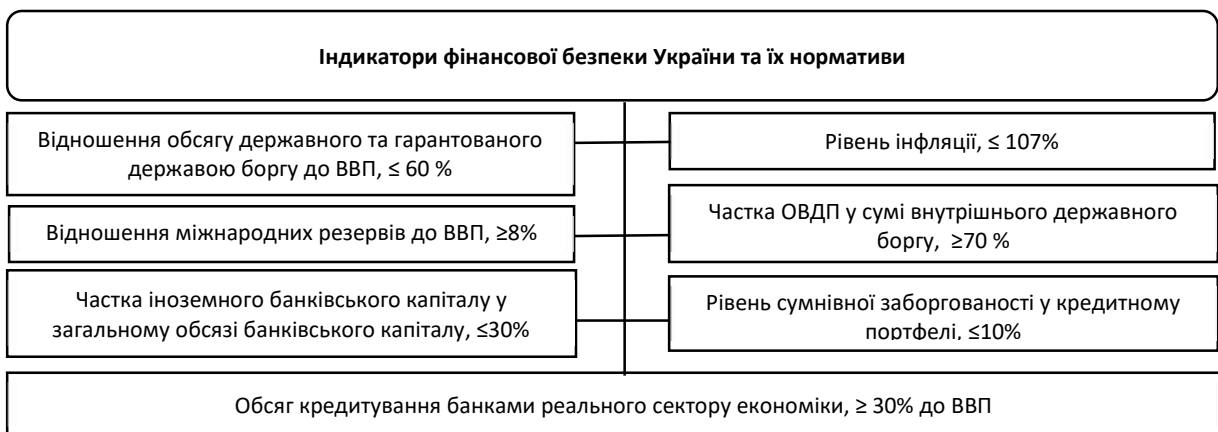 Індикатори фінансової безпеки України та їх нормативи
Відношення обсягу державного та гарантованого
державою боргу до ВВП, ≤ 60 %
Рівень інфляції, ≤ 107%
Відношення міжнародних резервів до ВВП, ≥8%
Частка ОВДП у сумі внутрішнього державного
боргу, ≥70 %
Частка іноземного банківського капіталу у
загальному обсязі банківського капіталу, ≤30%
Рівень сумнівної заборгованості у кредитному
портфелі, ≤10%
Обсяг кредитування банками реального сектору економіки, ≥ 30% до ВВП